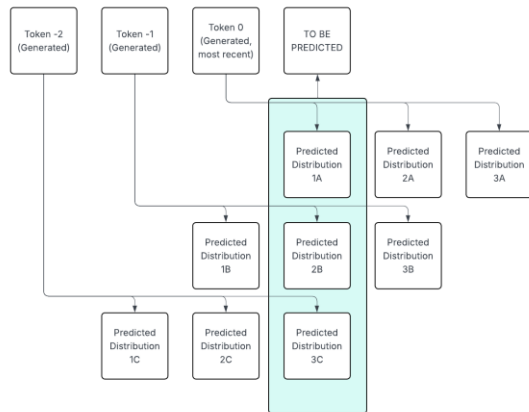 Token -2
(Generated)
Token -1
(Generated)
Token 0
(Generated,
most recent)
TO BE
PREDICTED
Predicted
Distribution
1A
Predicted
Distribution
2A
Predicted
Distribution
3A
Predicted
Distribution
1B
Predicted
Distribution
2B
Predicted
Distribution
3B
Predicted
Distribution
1C
Predicted
Distribution
2C
Predicted
Distribution
3C